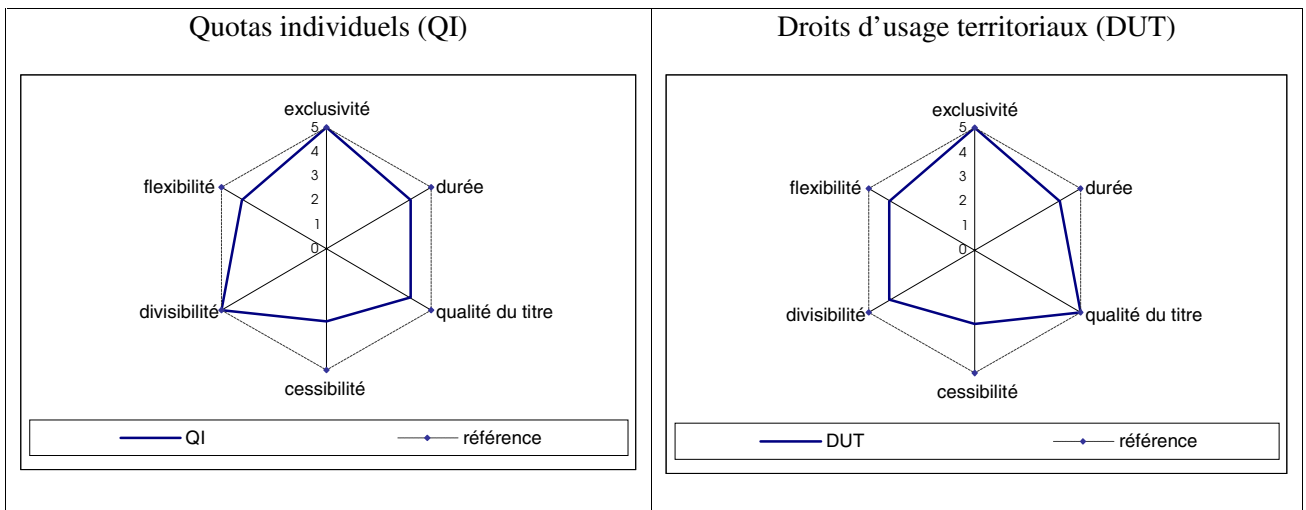 Quotas individuels (QI)
exclusivité
5
4
3
2
1
0
flexibilité
durée
divisibilité
qualité du titre
cessibilité
QI
référence
Droits d'usage territoriaux (DUT)
exclusivité
5
4
3
2
1
0
flexibilité
durée
divisibilité
qualité du titre
cessibilité
DUT
référence